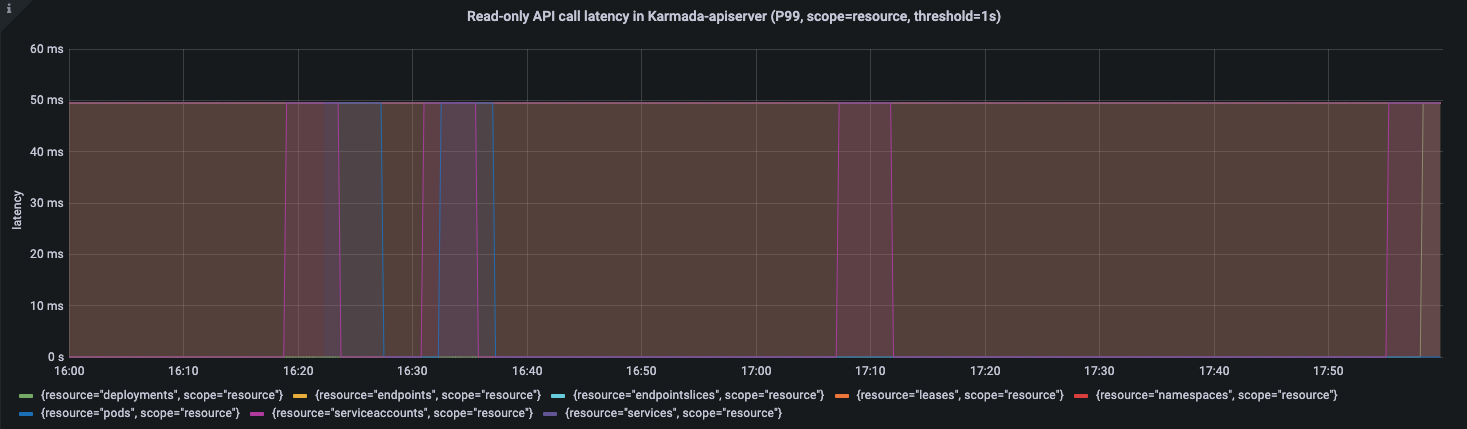 i
Read-only API call latency in Karmada-apiserver (P99, scope=resource, threshold=1s)
latency
60 ms
50 ms
40 ms
30 ms
20 ms
10 ms
0 s
16:00 16:10 16:20 16:30 16:40 16:50 17:00 17:10 17:20 17:30 17:40 17:50
{resource="deployments", scope="resource"} {resource="endpoints", scope="resource"} {resource="endpointslices", scope="resource"} {resource="leases", scope="resource"} {resource="namespaces", scope="resource"}
{resource="pods", scope="resource"} {resource="serviceaccounts", scope="resource"} {resource="services", scope="resource"}